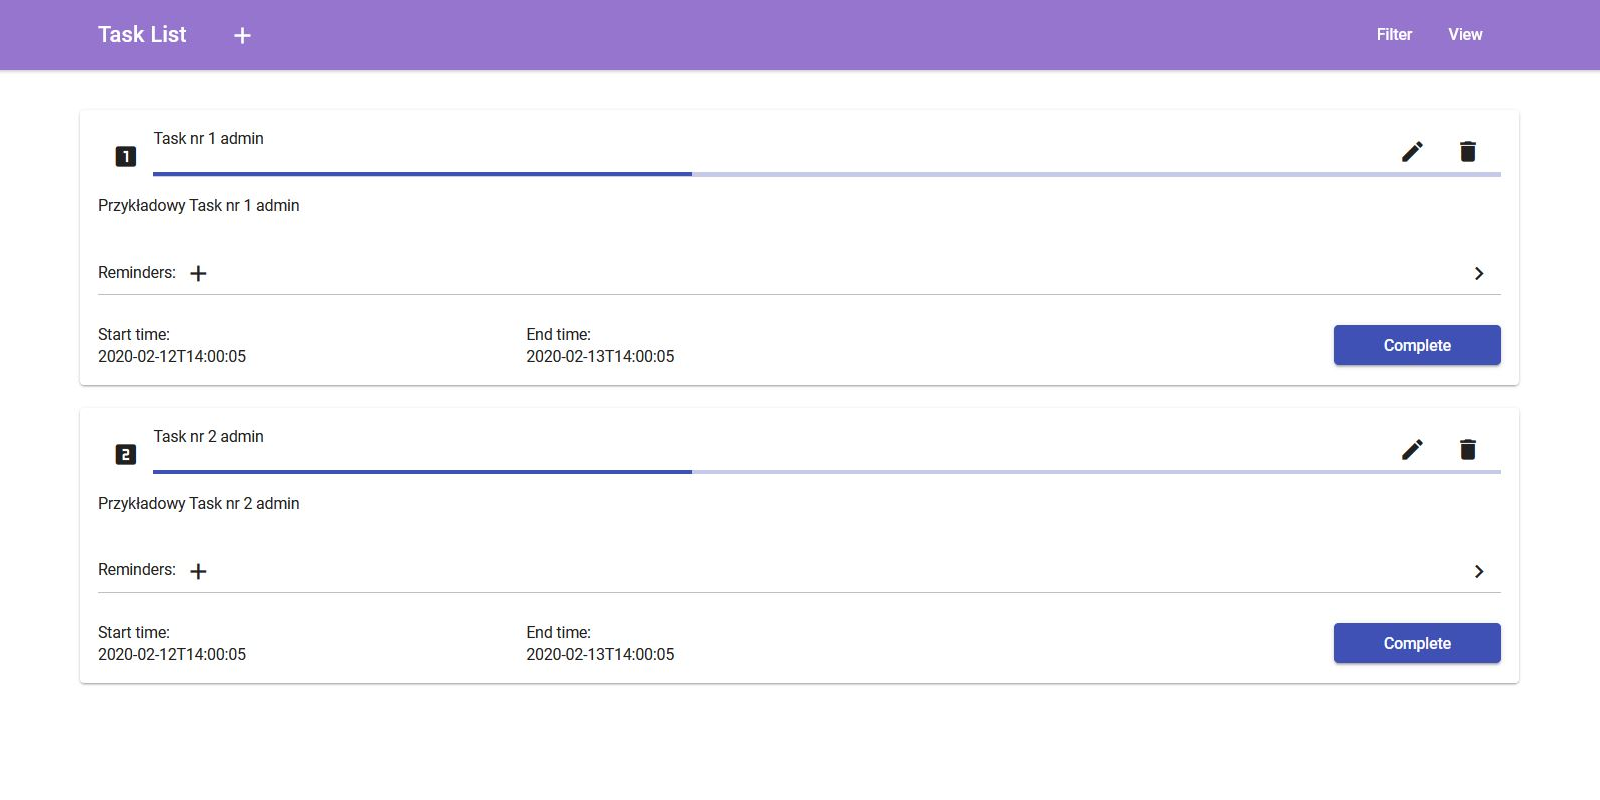 Task List
Filter View
Task nr 1 admin
1
Przykładowy Task nr 1 admin
Reminders:
Start time:
2020-02-12T14:00:05
End time:
2020-02-13T14:00:05
Complete
Task nr 2 admin
2
Przykładowy Task nr 2 admin
Reminders:
Start time:
2020-02-12T14:00:05
End time:
2020-02-13T14:00:05
Complete